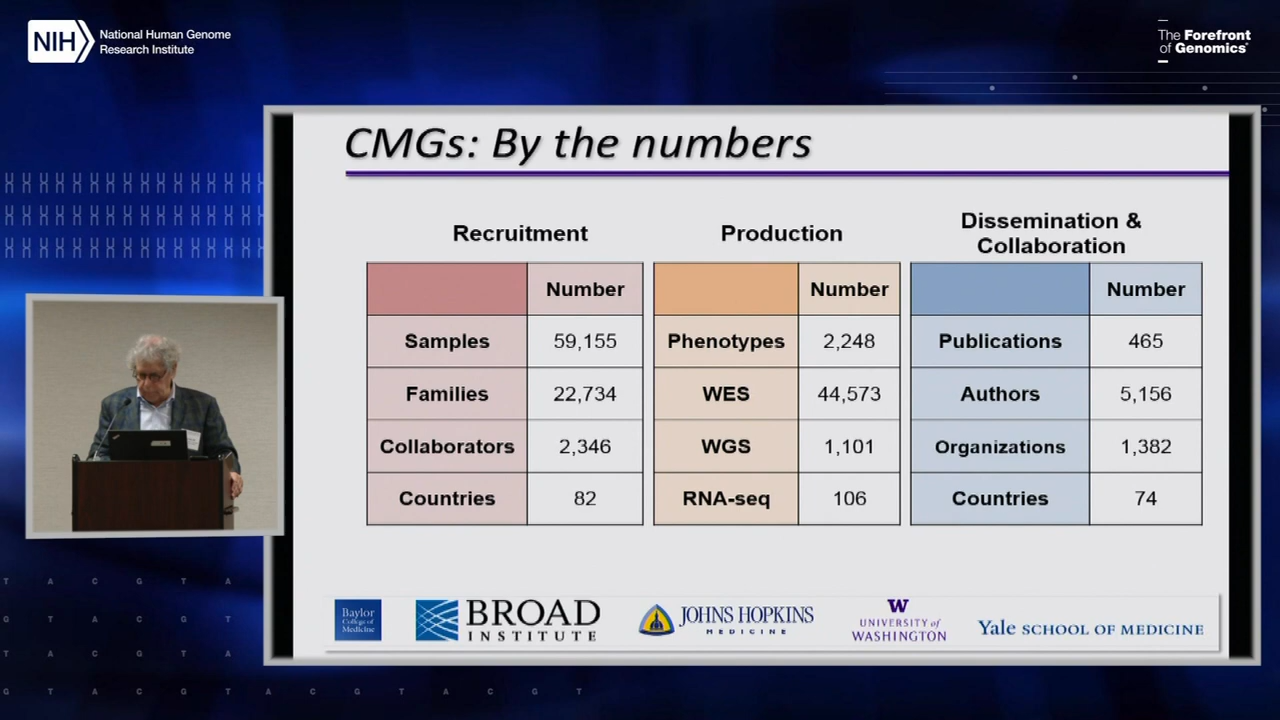 NIH
National Human Genome
Research Institute
The Forefront
of Genomics®
CMGs: By the numbers
Recruitment
Number
Samples 59,155
Families 22,734
Collaborators 2,346
Countries 82
Production
Number
Phenotypes 2,248
WES 44,573
WGS 1,101
RNA-seq 106
Dissemination &
Collaboration
Number
Publications 465
Authors 5,156
Organizations 1,382
Countries 74
Baylor
College of
Medicine
BROAD
INSTITUTE
JOHNS HOPKINS
MEDICINE
W
UNIVERSITY of
WASHINGTON
Yale SCHOOL OF MEDICINE
T A C G T A
G T A C G T
T A C G T A
G T A C G T A C G T A C G T